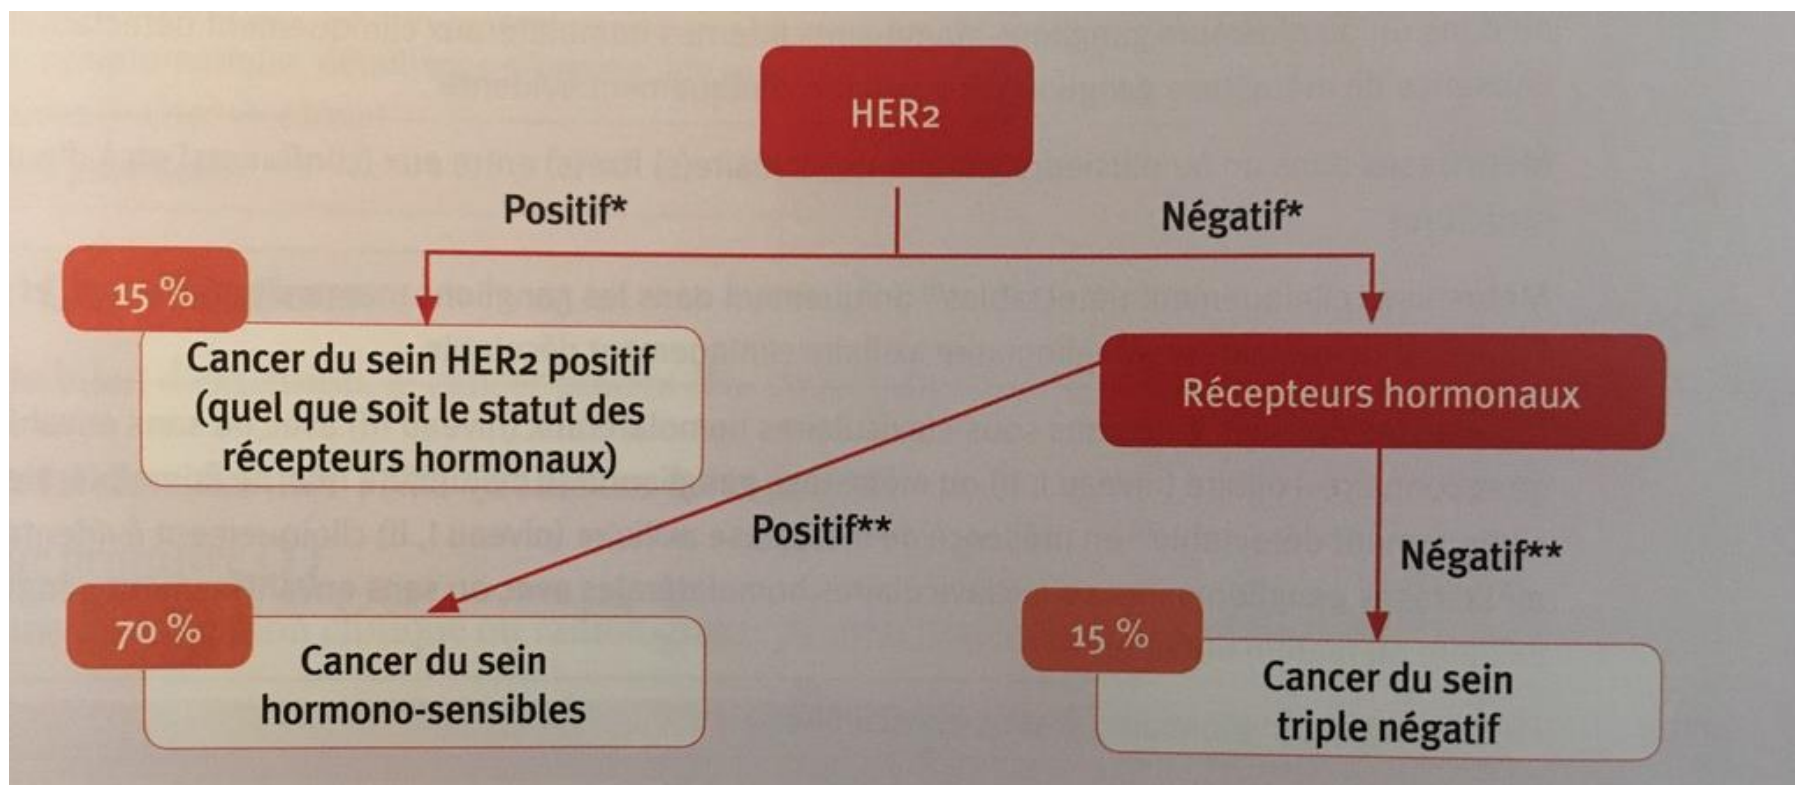 HER2
Positif*
Négatif*
15 %
Cancer du sein HER2 positif
(quel que soit le statut des
récepteurs hormonaux)
Récepteurs hormonaux
Positif**
Négatif**
70 %
Cancer du sein
hormono-sensibles
15 %
Cancer du sein
triple négatif